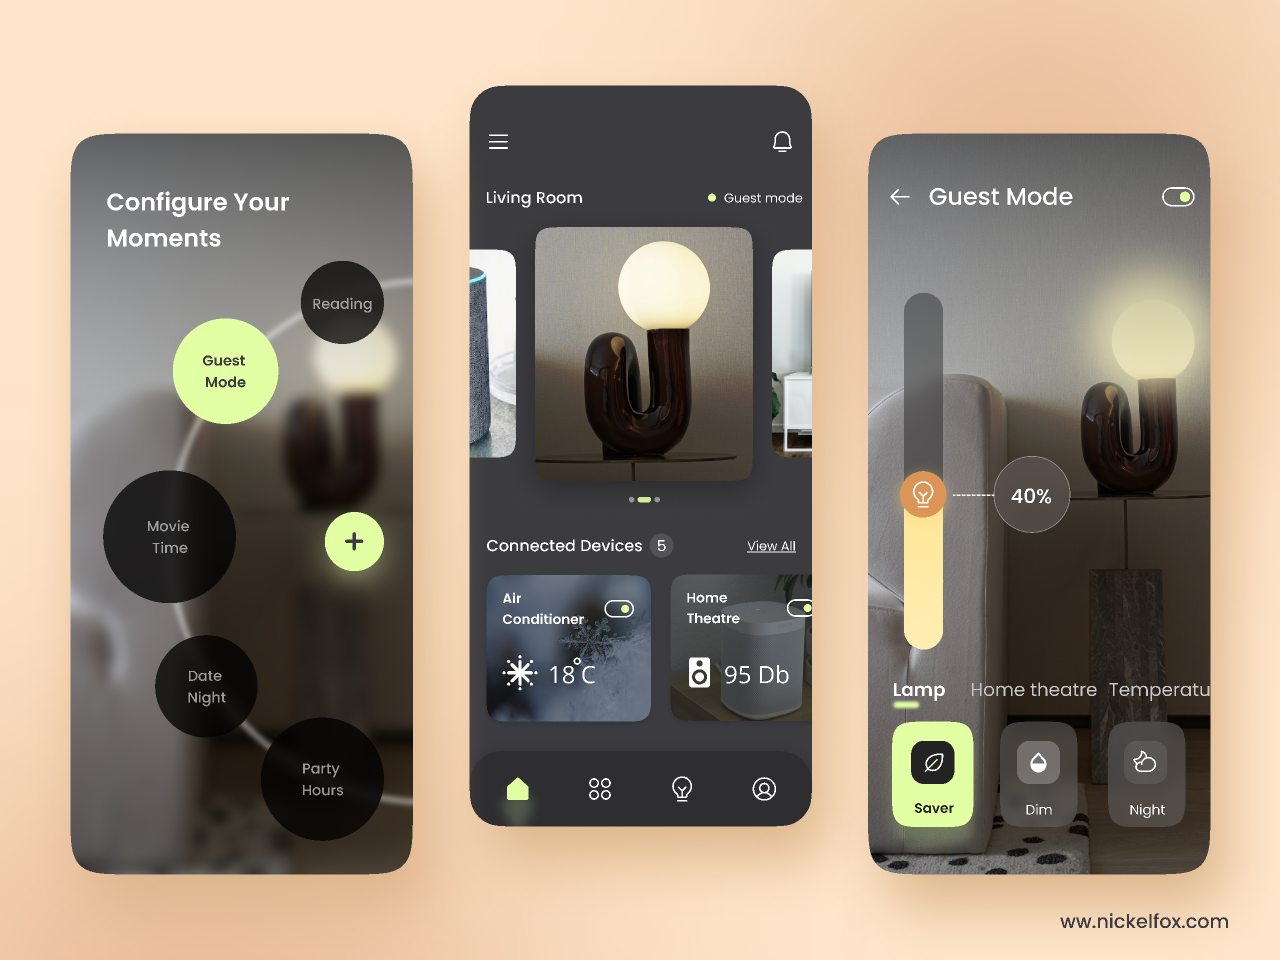 Configure Your
Moments
Reading
Guest
Mode
Movie
Time
Date
Night
Party
Hours
Living Room
Guest mode
Connected Devices 5
View All
Air
Conditioner
18°C
Home
Theatre
95 Db
Guest Mode
40%
Lamp Home theatre Temperatu
Saver
Dim
Night
ww.nickelfox.com